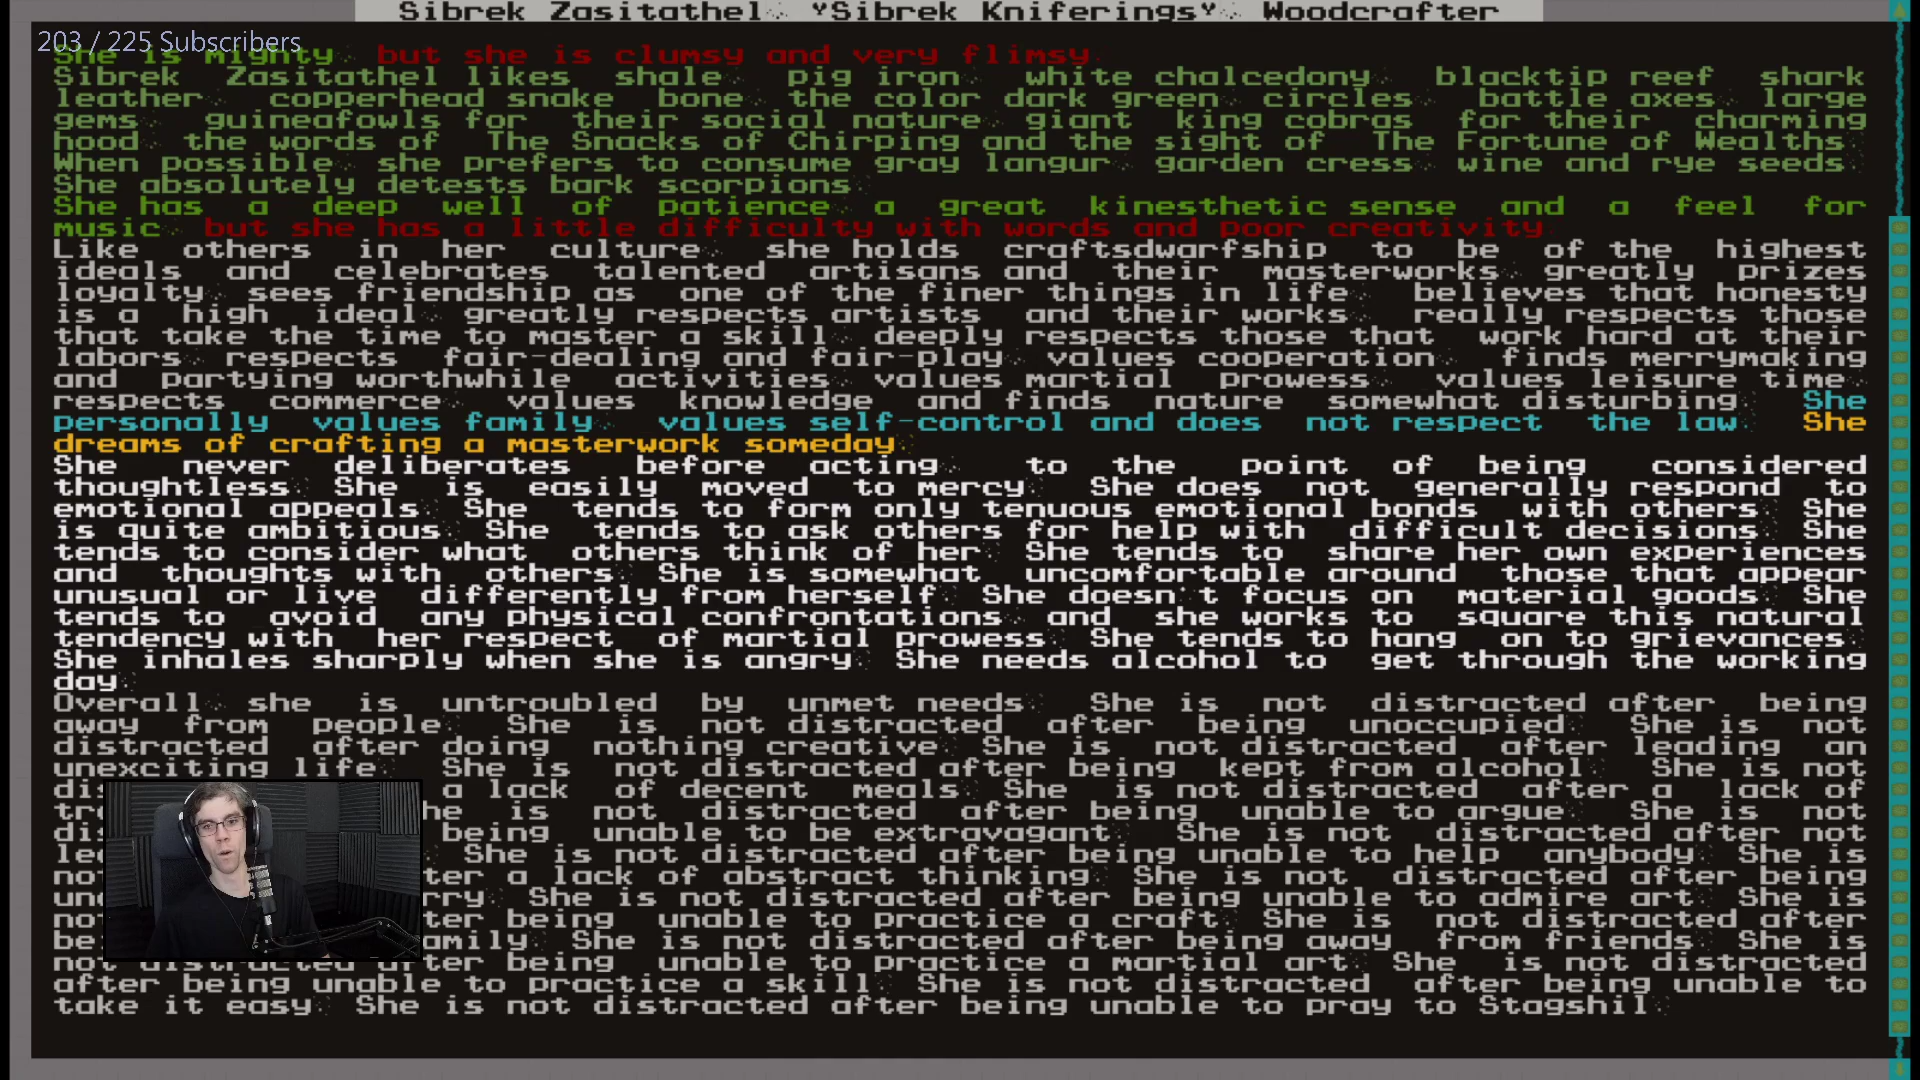 Sibrek Zasitathel, "Sibrek Kniferings", Woodcrafter
203 / 225 Subscribers
She is mighty, but she is clumsy and very flimsy.
Sibrek Zasitathel likes shale, pig iron, white chalcedony, blacktip reef shark
leather, copperhead snake bone, the color dark green, circles, battle axes, large
gems, guineafowls for their social nature, giant king cobras for their charming
hood, the words of The Snacks of Chirping and the sight of The Fortune of Wealths.
When possible, she prefers to consume gray langur, garden cress wine and rye seeds.
She absolutely detests bark scorpions.
She has a deep well of patience, a great kinesthetic sense and a feel for
music, but she has a little difficulty with words and poor creativity.
Like others in her culture, she holds craftsdwarfship to be of the highest
ideals and celebrates talented artisans and their masterworks, greatly prizes
loyalty, sees friendship as one of the finer things in life, believes that honesty
is a high ideal, greatly respects artists and their works, really respects those
that take the time to master a skill, deeply respects those that work hard at their
labors, respects fair-dealing and fair-play, values cooperation, finds merrymaking
and partying worthwhile activities, values martial prowess, values leisure time,
respects commerce, values knowledge and finds nature somewhat disturbing. She
personally values family, values self-control and does not respect the law. She
dreams of crafting a masterwork someday.
She never deliberates before acting, to the point of being considered
thoughtless. She is easily moved to mercy. She does not generally respond to
emotional appeals. She tends to form only tenuous emotional bonds with others. She
is quite ambitious. She tends to ask others for help with difficult decisions. She
tends to consider what others think of her. She tends to share her own experiences
and thoughts with others. She is somewhat uncomfortable around those that appear
unusual or live differently from herself. She doesn't focus on material goods. She
tends to avoid any physical confrontations, and she works to square this natural
tendency with her respect of martial prowess. She tends to hang on to grievances.
She inhales sharply when she is angry. She needs alcohol to get through the working
day.
Overall, she is untroubled by unmet needs. She is not distracted after being
away from people. She is not distracted after being unoccupied. She is not
distracted after doing nothing creative. She is not distracted after leading an
unexciting life. She is not distracted after being kept from alcohol. She is not
a lack of decent meals. She is not distracted after a lack of
is not distracted after being unable to argue. She is not
being unable to be extravagant. She is not distracted after not
She is not distracted after being unable to help anybody. She is
a lack of abstract thinking. She is not distracted after being
She is not distracted after being unable to admire art. She is
being unable to practice a craft. She is not distracted after
She is not distracted after being away from friends. She is
not distracted after being unable to practice a martial art. She is not distracted
after being unable to practice a skill. She is not distracted after being unable to
take it easy. She is not distracted after being unable to pray to Stagshil.